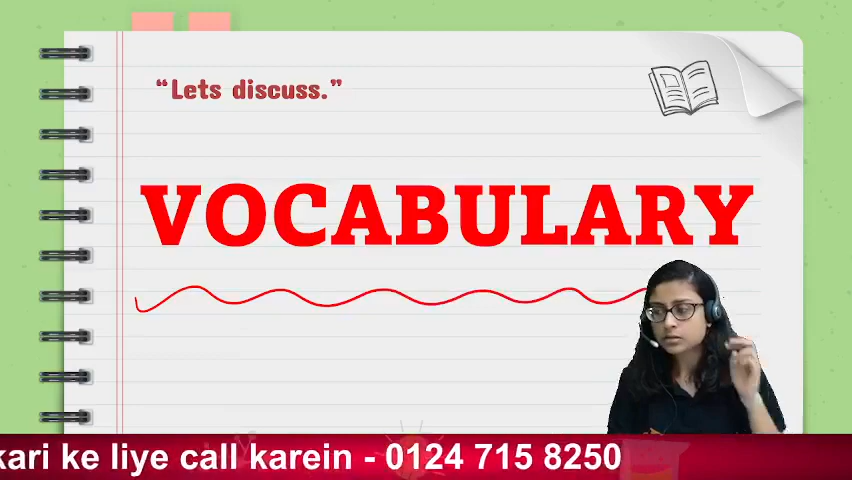 “Lets discuss.”
VOCABULARY
kari ke liye call karein - 0124 715 8250